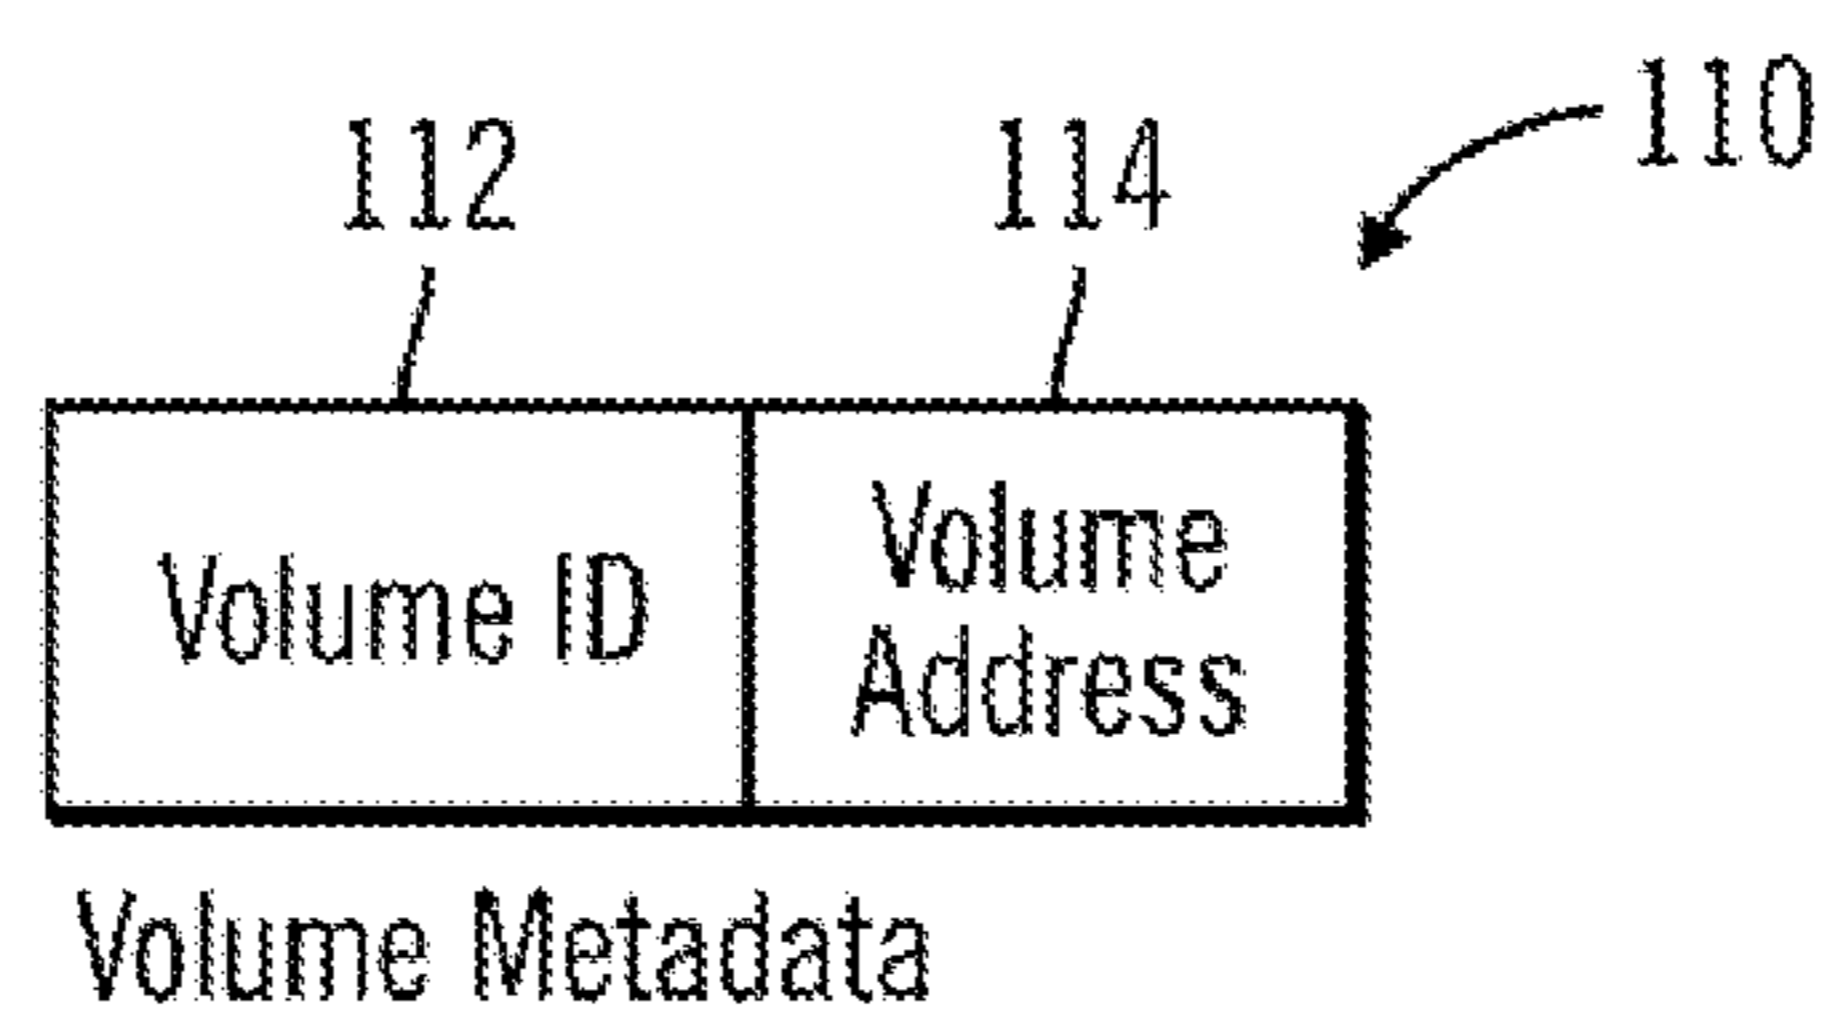 110
112
114
Volume ID
Volume
Address
Volume Metadata